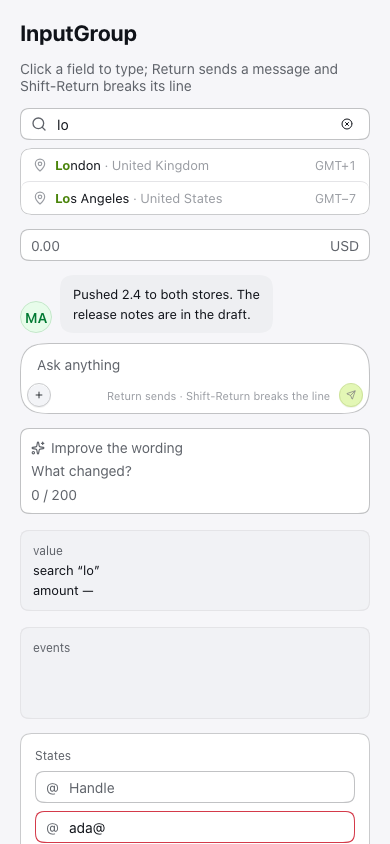 InputGroup
Click a field to type; Return sends a message and
Shift-Return breaks its line
lo
London · United Kingdom GMT+1
Los Angeles · United States GMT−7
0.00 USD
Pushed 2.4 to both stores. The
release notes are in the draft.
MA
Ask anything
Return sends · Shift-Return breaks the line
Improve the wording
What changed?
0 / 200
value
search “lo”
amount —
events
States
@ Handle
@ ada@